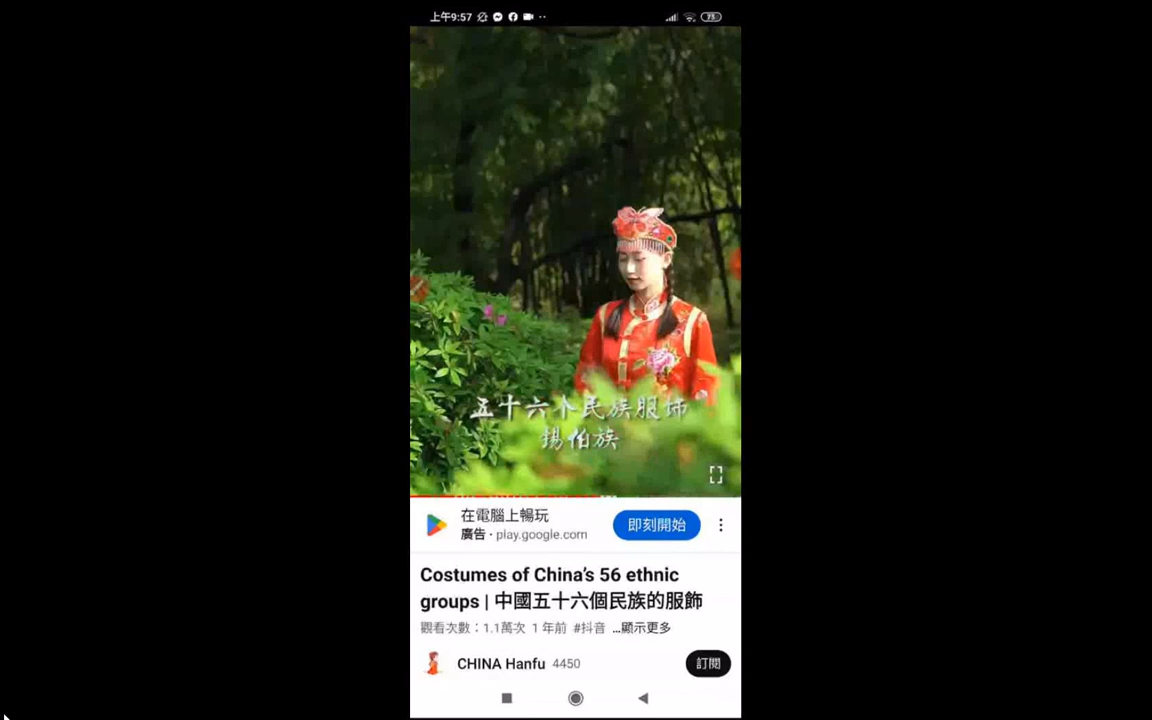 上午9:57
73
五十六个民族服饰
锡伯族
在電腦上暢玩
廣告 · play.google.com
即刻開始
Costumes of China's 56 ethnic
groups | 中國五十六個民族的服飾
觀看次數：1.1萬次 1 年前 #抖音 ...顯示更多
CHINA Hanfu 4450
訂閱